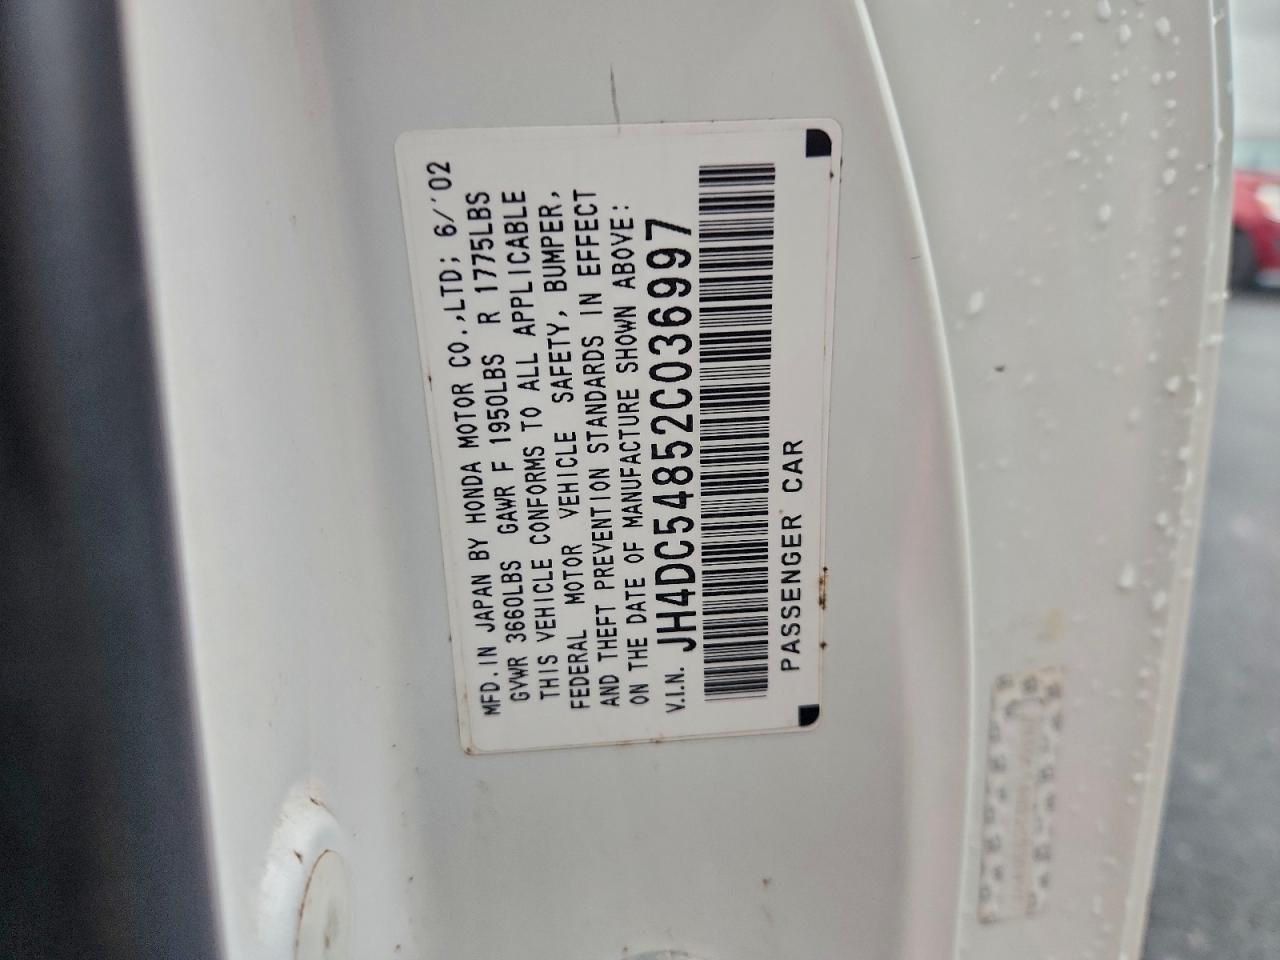 MFD. IN JAPAN BY HONDA MOTOR CO.,LTD; 6/'02
GVWR 3660LBS GAWR F 1950LBS R 1775LBS
THIS VEHICLE CONFORMS TO ALL APPLICABLE
FEDERAL MOTOR VEHICLE SAFETY, BUMPER,
AND THEFT PREVENTION STANDARDS IN EFFECT
ON THE DATE OF MANUFACTURE SHOWN ABOVE:
V.I.N. JH4DC54852C036997
PASSENGER CAR